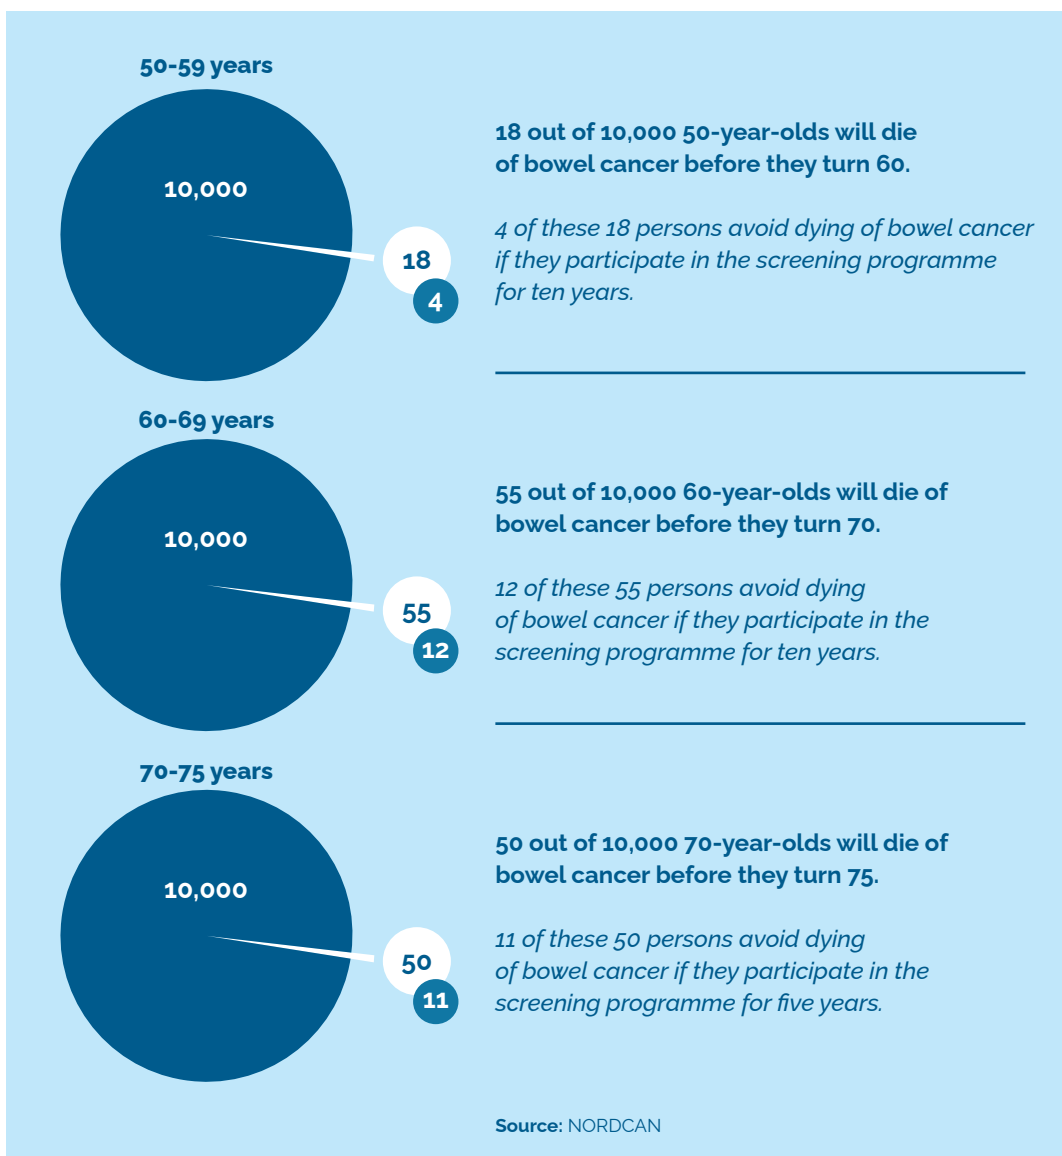 50-59 years
10,000
18
4
18 out of 10,000 50-year-olds will die
of bowel cancer before they turn 60.
4 of these 18 persons avoid dying of bowel cancer
if they participate in the screening programme
for ten years.
60-69 years
10,000
55
12
55 out of 10,000 60-year-olds will die of
bowel cancer before they turn 70.
12 of these 55 persons avoid dying
of bowel cancer if they participate in the
screening programme for ten years.
70-75 years
10,000
50
11
50 out of 10,000 70-year-olds will die of
bowel cancer before they turn 75.
11 of these 50 persons avoid dying
of bowel cancer if they participate in the
screening programme for five years.
Source: NORDCAN